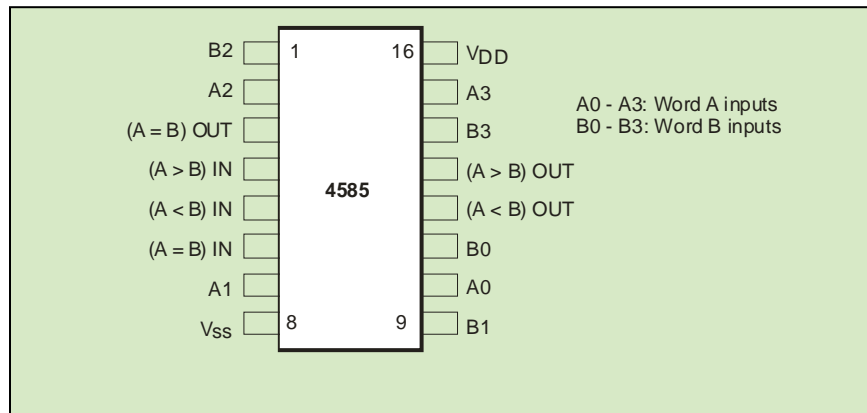 B2 1 16 VDD
A2 A3
(A = B) OUT B3
(A > B) IN (A > B) OUT
4585
(A < B) IN (A < B) OUT
(A = B) IN B0
A1 A0
Vss 8 9 B1
A0 - A3: Word A inputs
B0 - B3: Word B inputs